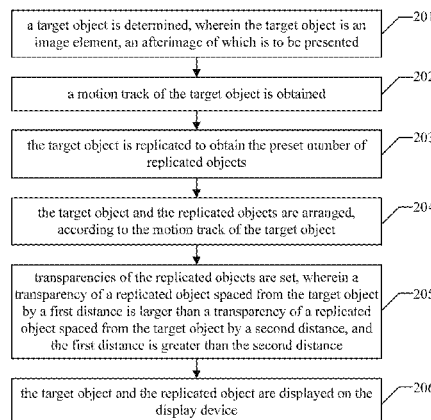 a target object is determined, wherein the target object is an
image element, an afterimage of which is to be presented
201
a motion track of the target object is obtained
202
the target object is replicated to obtain the preset number of
replicated objects
203
the target object and the replicated objects are arranged,
according to the motion track of the target object
204
transparencies of the replicated objects are set, wherein a
transparency of a replicated object spaced from the target object
by a first distance is larger than a transparency of a replicated
object spaced from the target object by a second distance, and
the first distance is greater than the second distance
205
the target object and the replicated object are displayed on the
display device
206